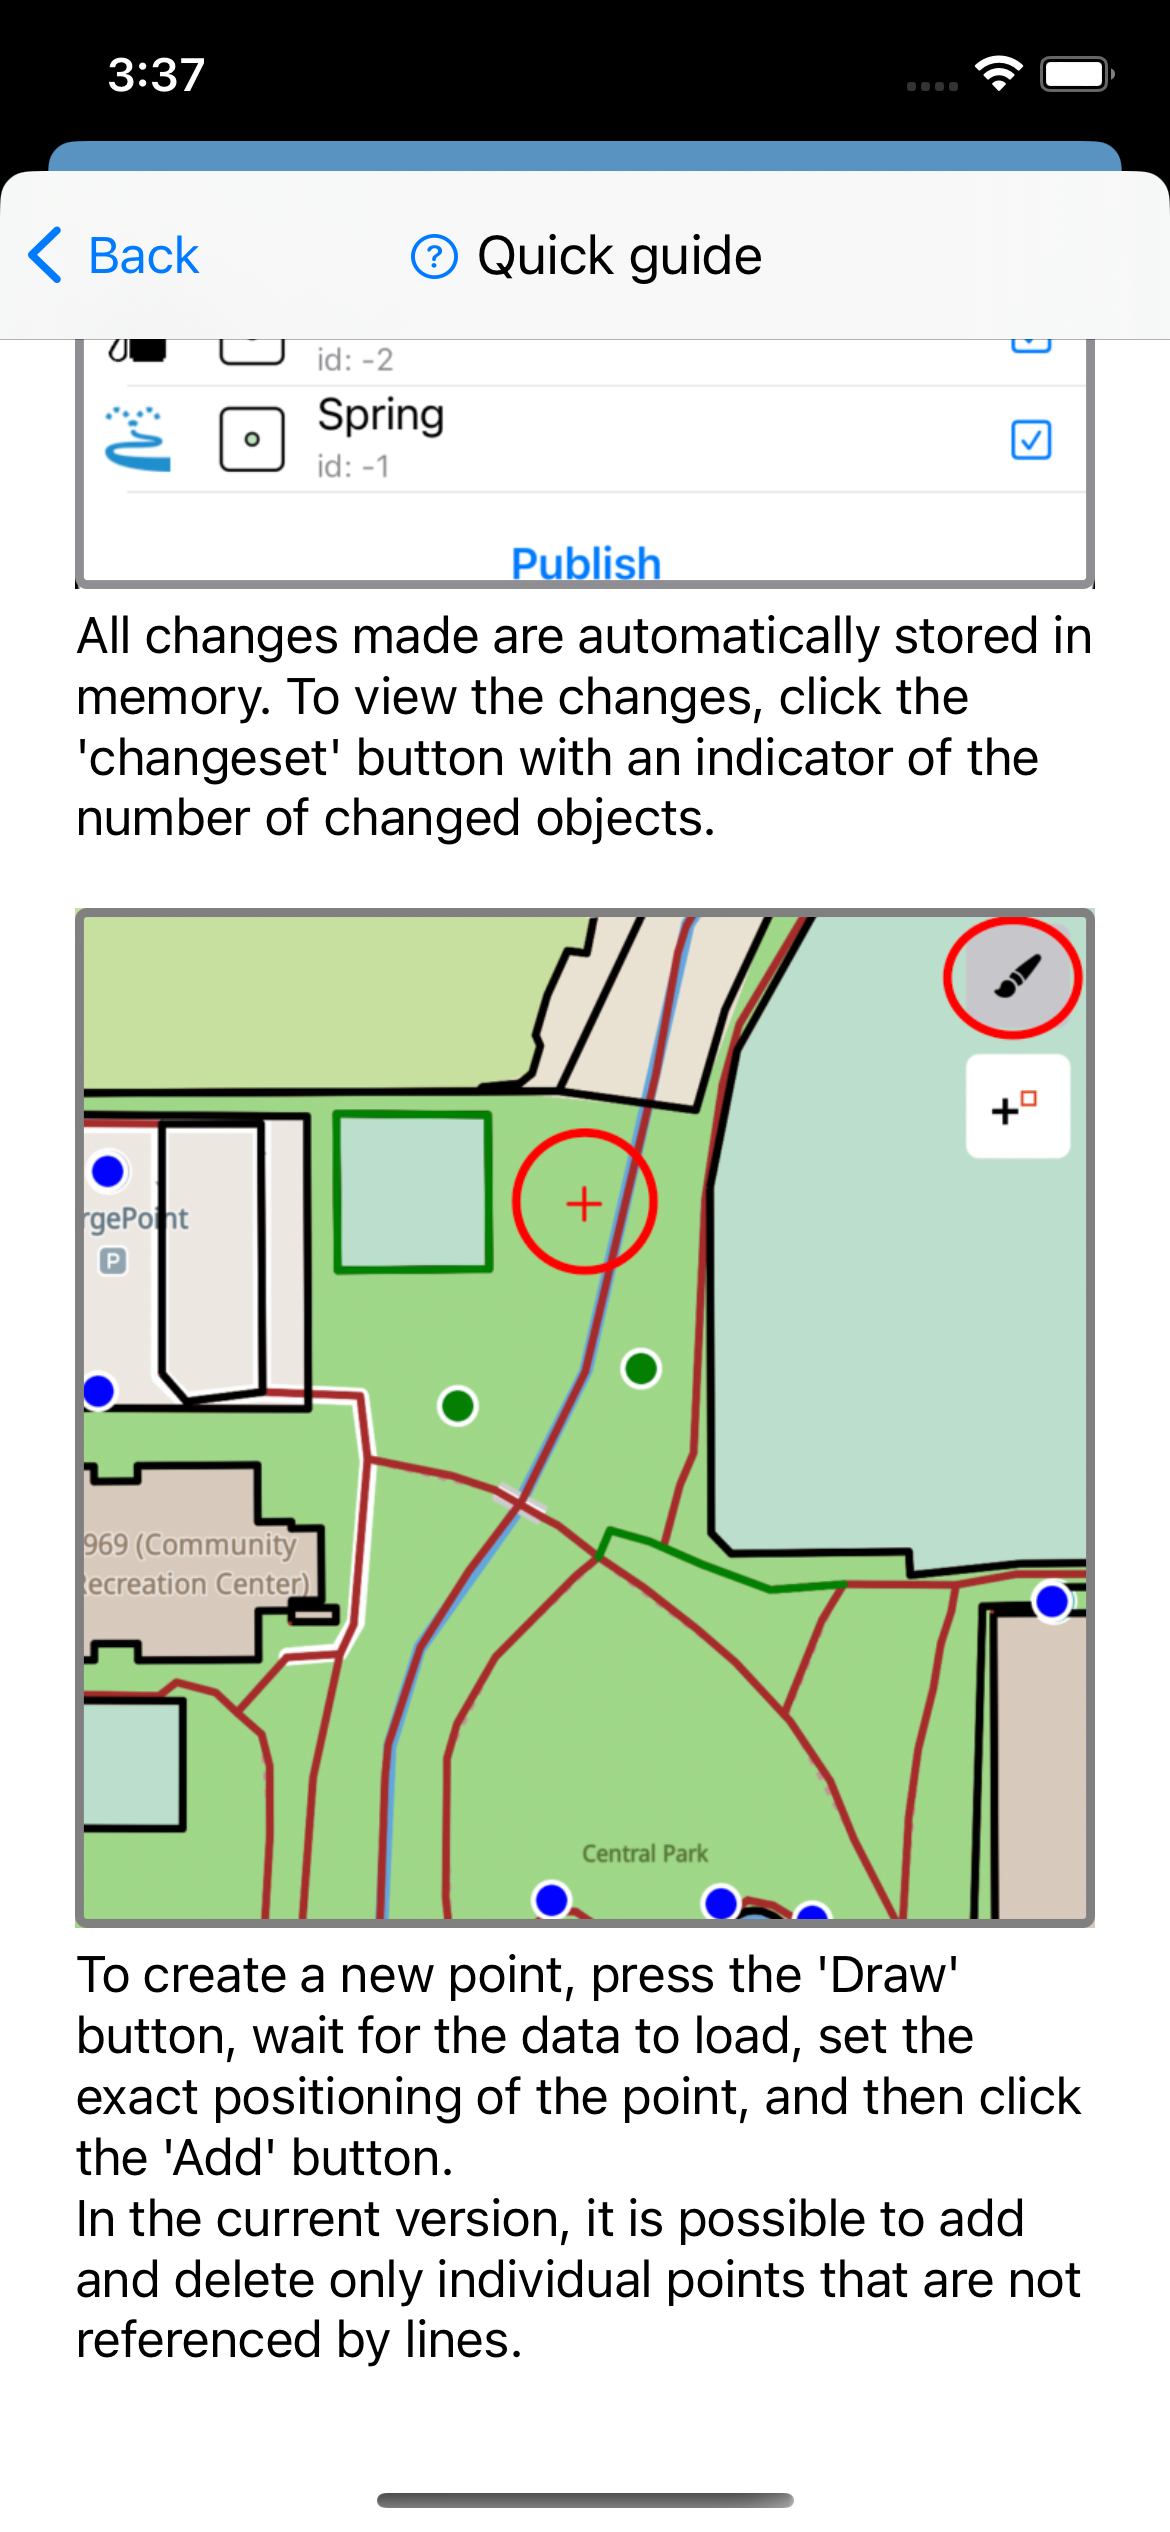 3:37
Back
Quick guide
id: -2
Spring
id: -1
Publish
All changes made are automatically stored in
memory. To view the changes, click the
'changeset' button with an indicator of the
number of changed objects.
rgePoint
P
969 (Community
Recreation Center)
Central Park
To create a new point, press the 'Draw'
button, wait for the data to load, set the
exact positioning of the point, and then click
the 'Add' button.
In the current version, it is possible to add
and delete only individual points that are not
referenced by lines.